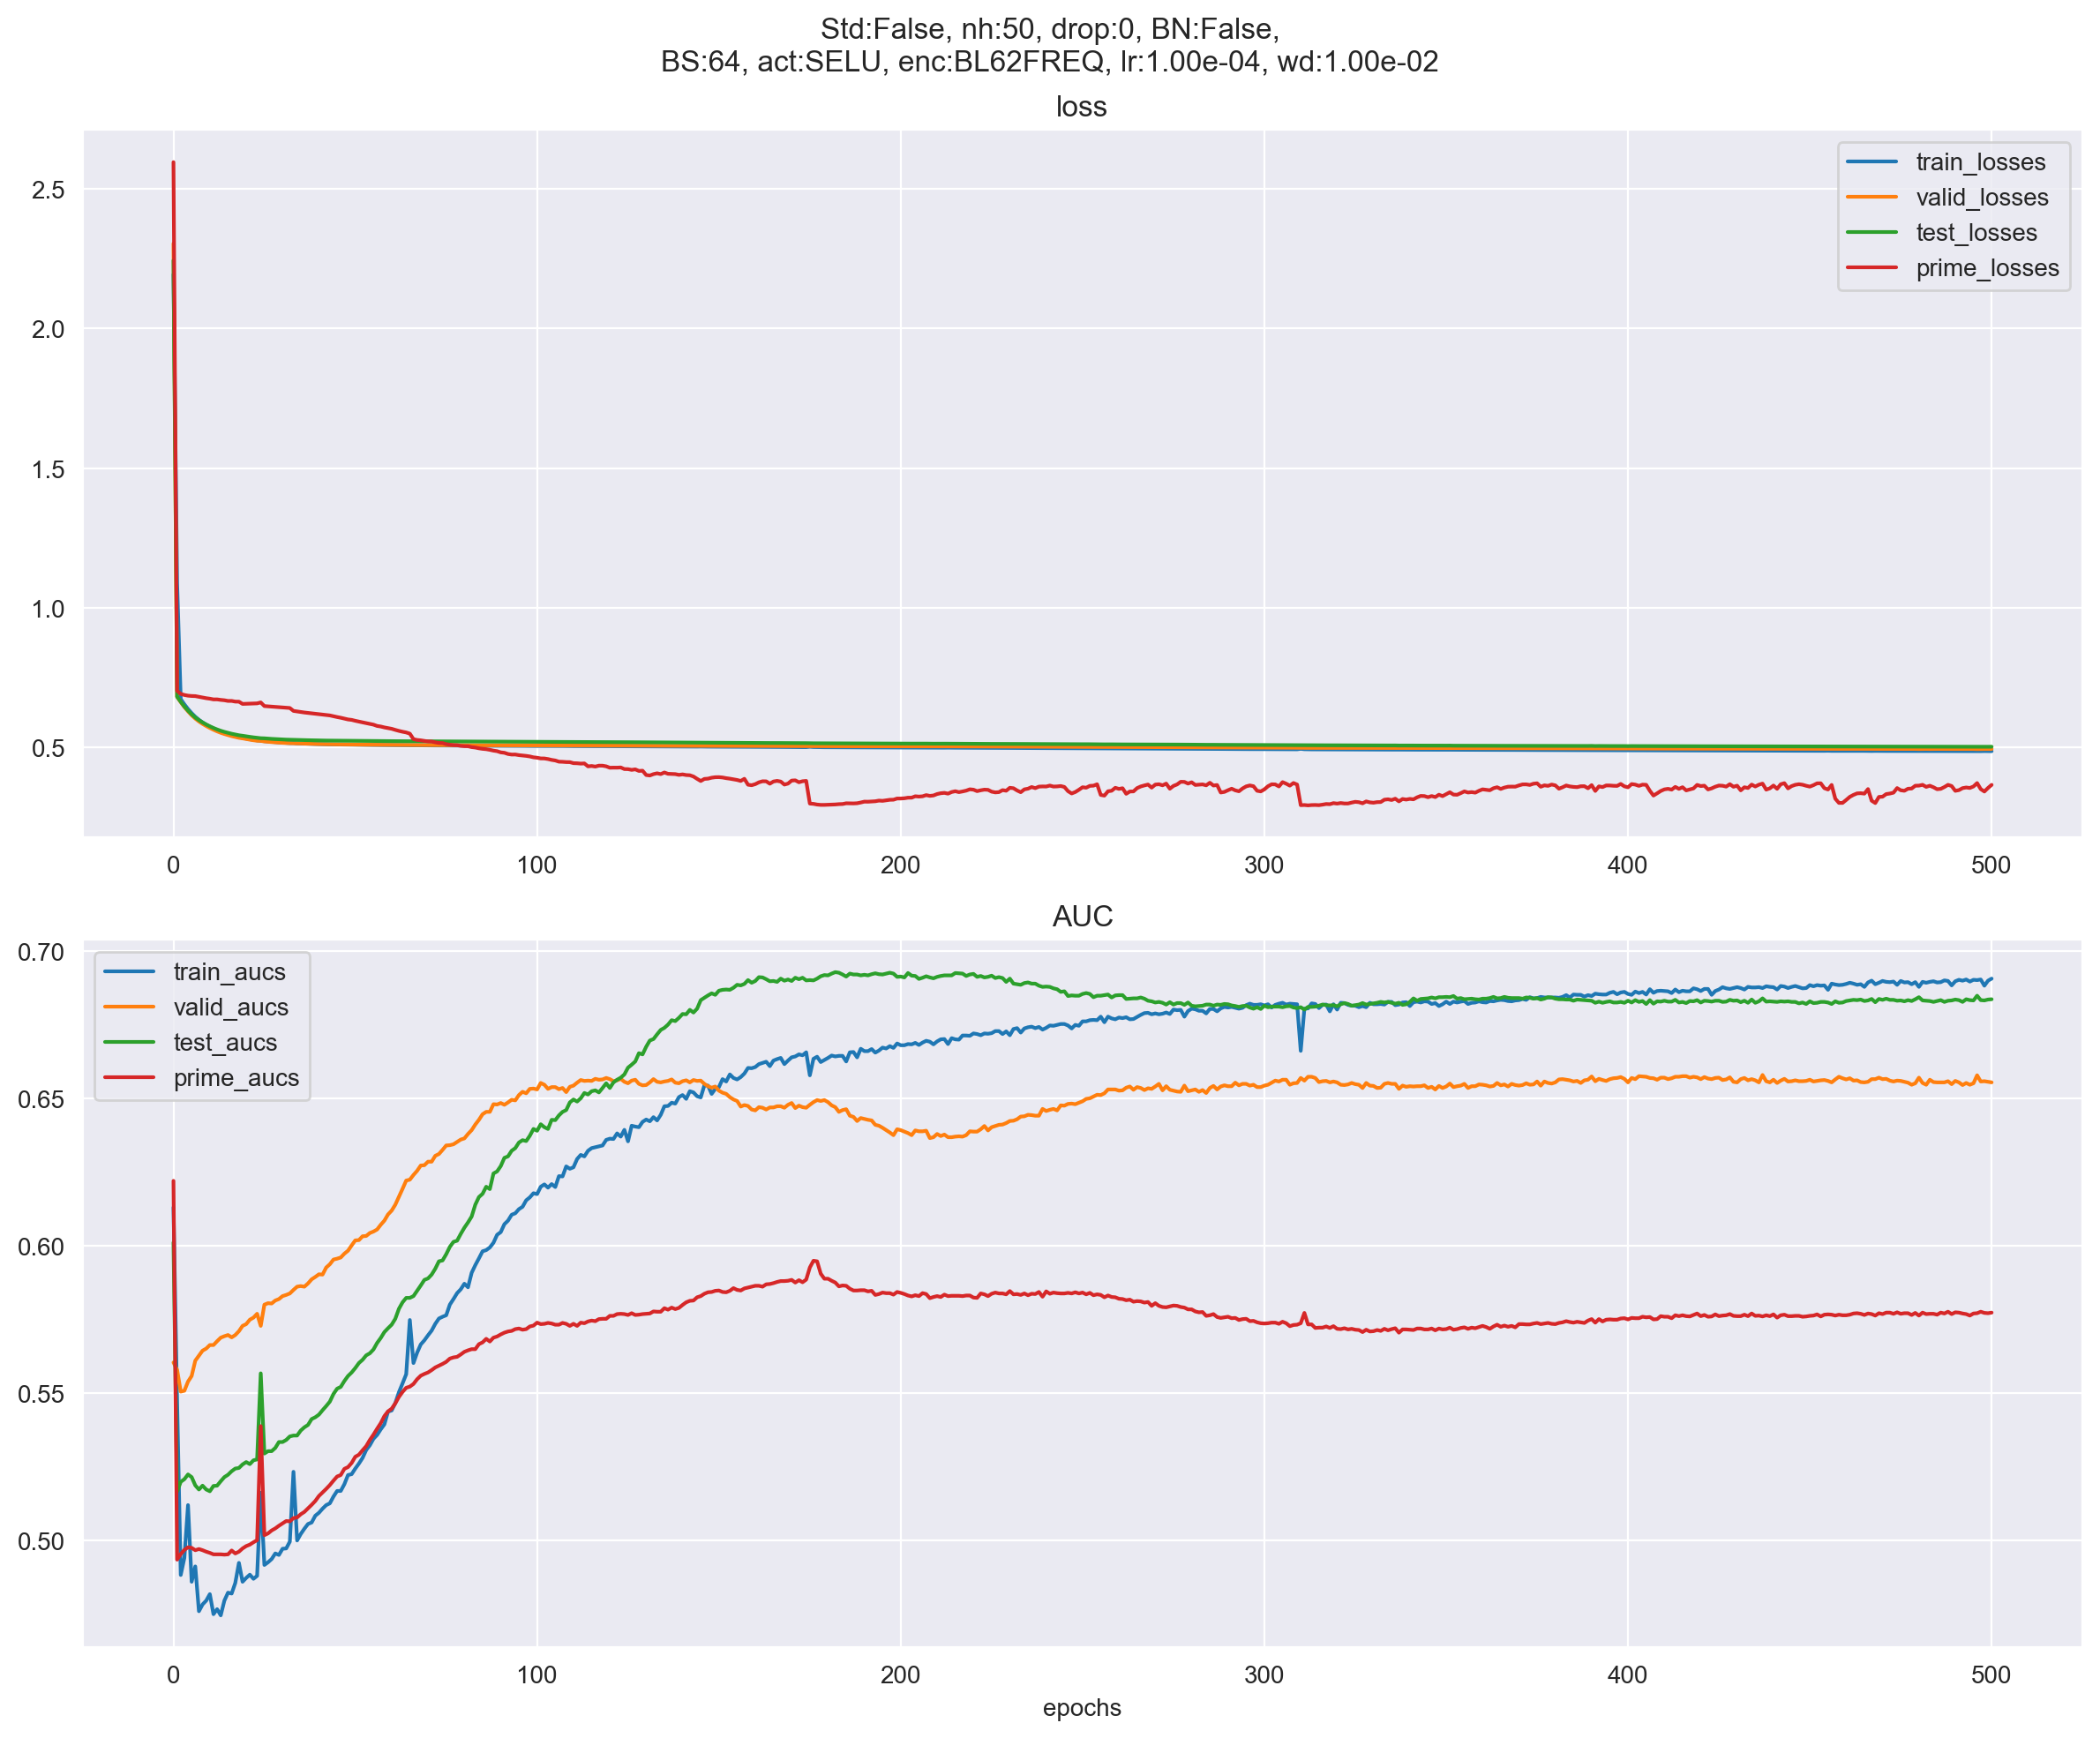 Std:False, nh:50, drop:0, BN:False,
BS:64, act:SELU, enc:BL62FREQ, lr:1.00e-04, wd:1.00e-02
loss
train_losses
valid_losses
test_losses
prime_losses
2.5
2.0
1.5
1.0
0.5
0 100 200 300 400 500
AUC
train_aucs
valid_aucs
test_aucs
prime_aucs
0.70
0.65
0.60
0.55
0.50
0 100 200 300 400 500
epochs